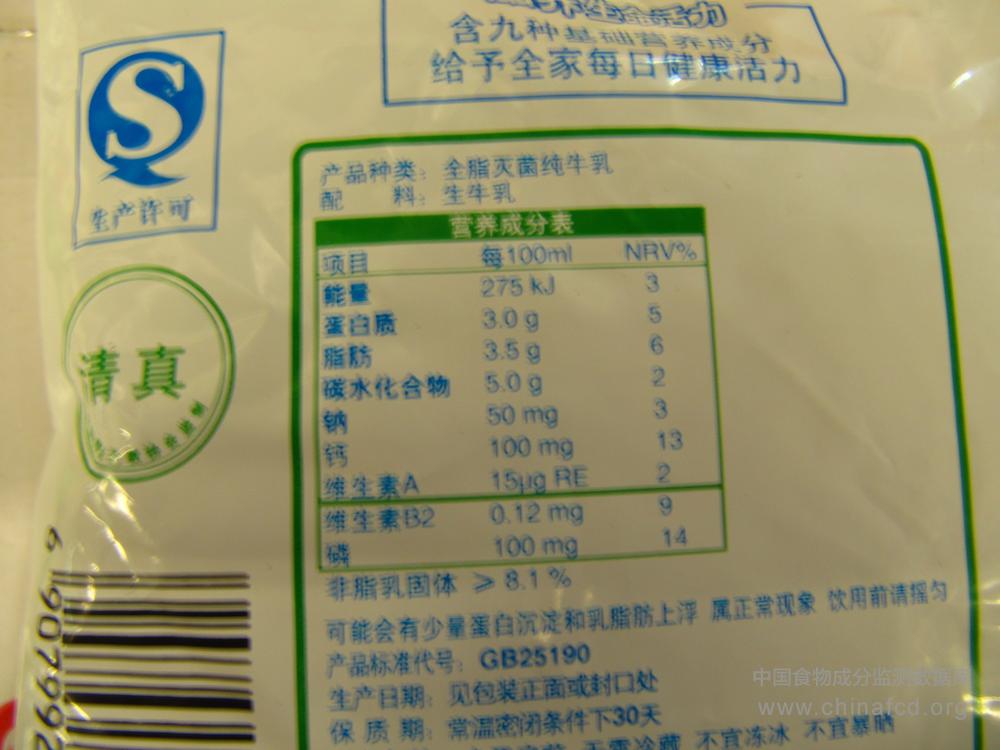 含九种基础营养成分
给予全家每日健康活力
S
生产许可
清真
产品种类：全脂灭菌纯牛乳
配 料：生牛乳
营养成分表
项目 每100ml NRV%
能量 275 kJ 3
蛋白质 3.0 g 5
脂肪 3.5 g 6
碳水化合物 5.0 g 2
钠 50 mg 3
钙 100 mg 13
维生素A 15μg RE 2
维生素B2 0.12 mg 9
磷 100 mg 14
非脂乳固体 ≥ 8.1 %
可能会有少量蛋白沉淀和乳脂肪上浮 属正常现象 饮用前请摇匀
产品标准代号：GB25190
生产日期：见包装正面或封口处
保 质 期：常温密闭条件下30天
无需冷藏 不宜冻冰 不宜暴晒
6 907992
中国食物成分监测数据库
www.chinafcd.org